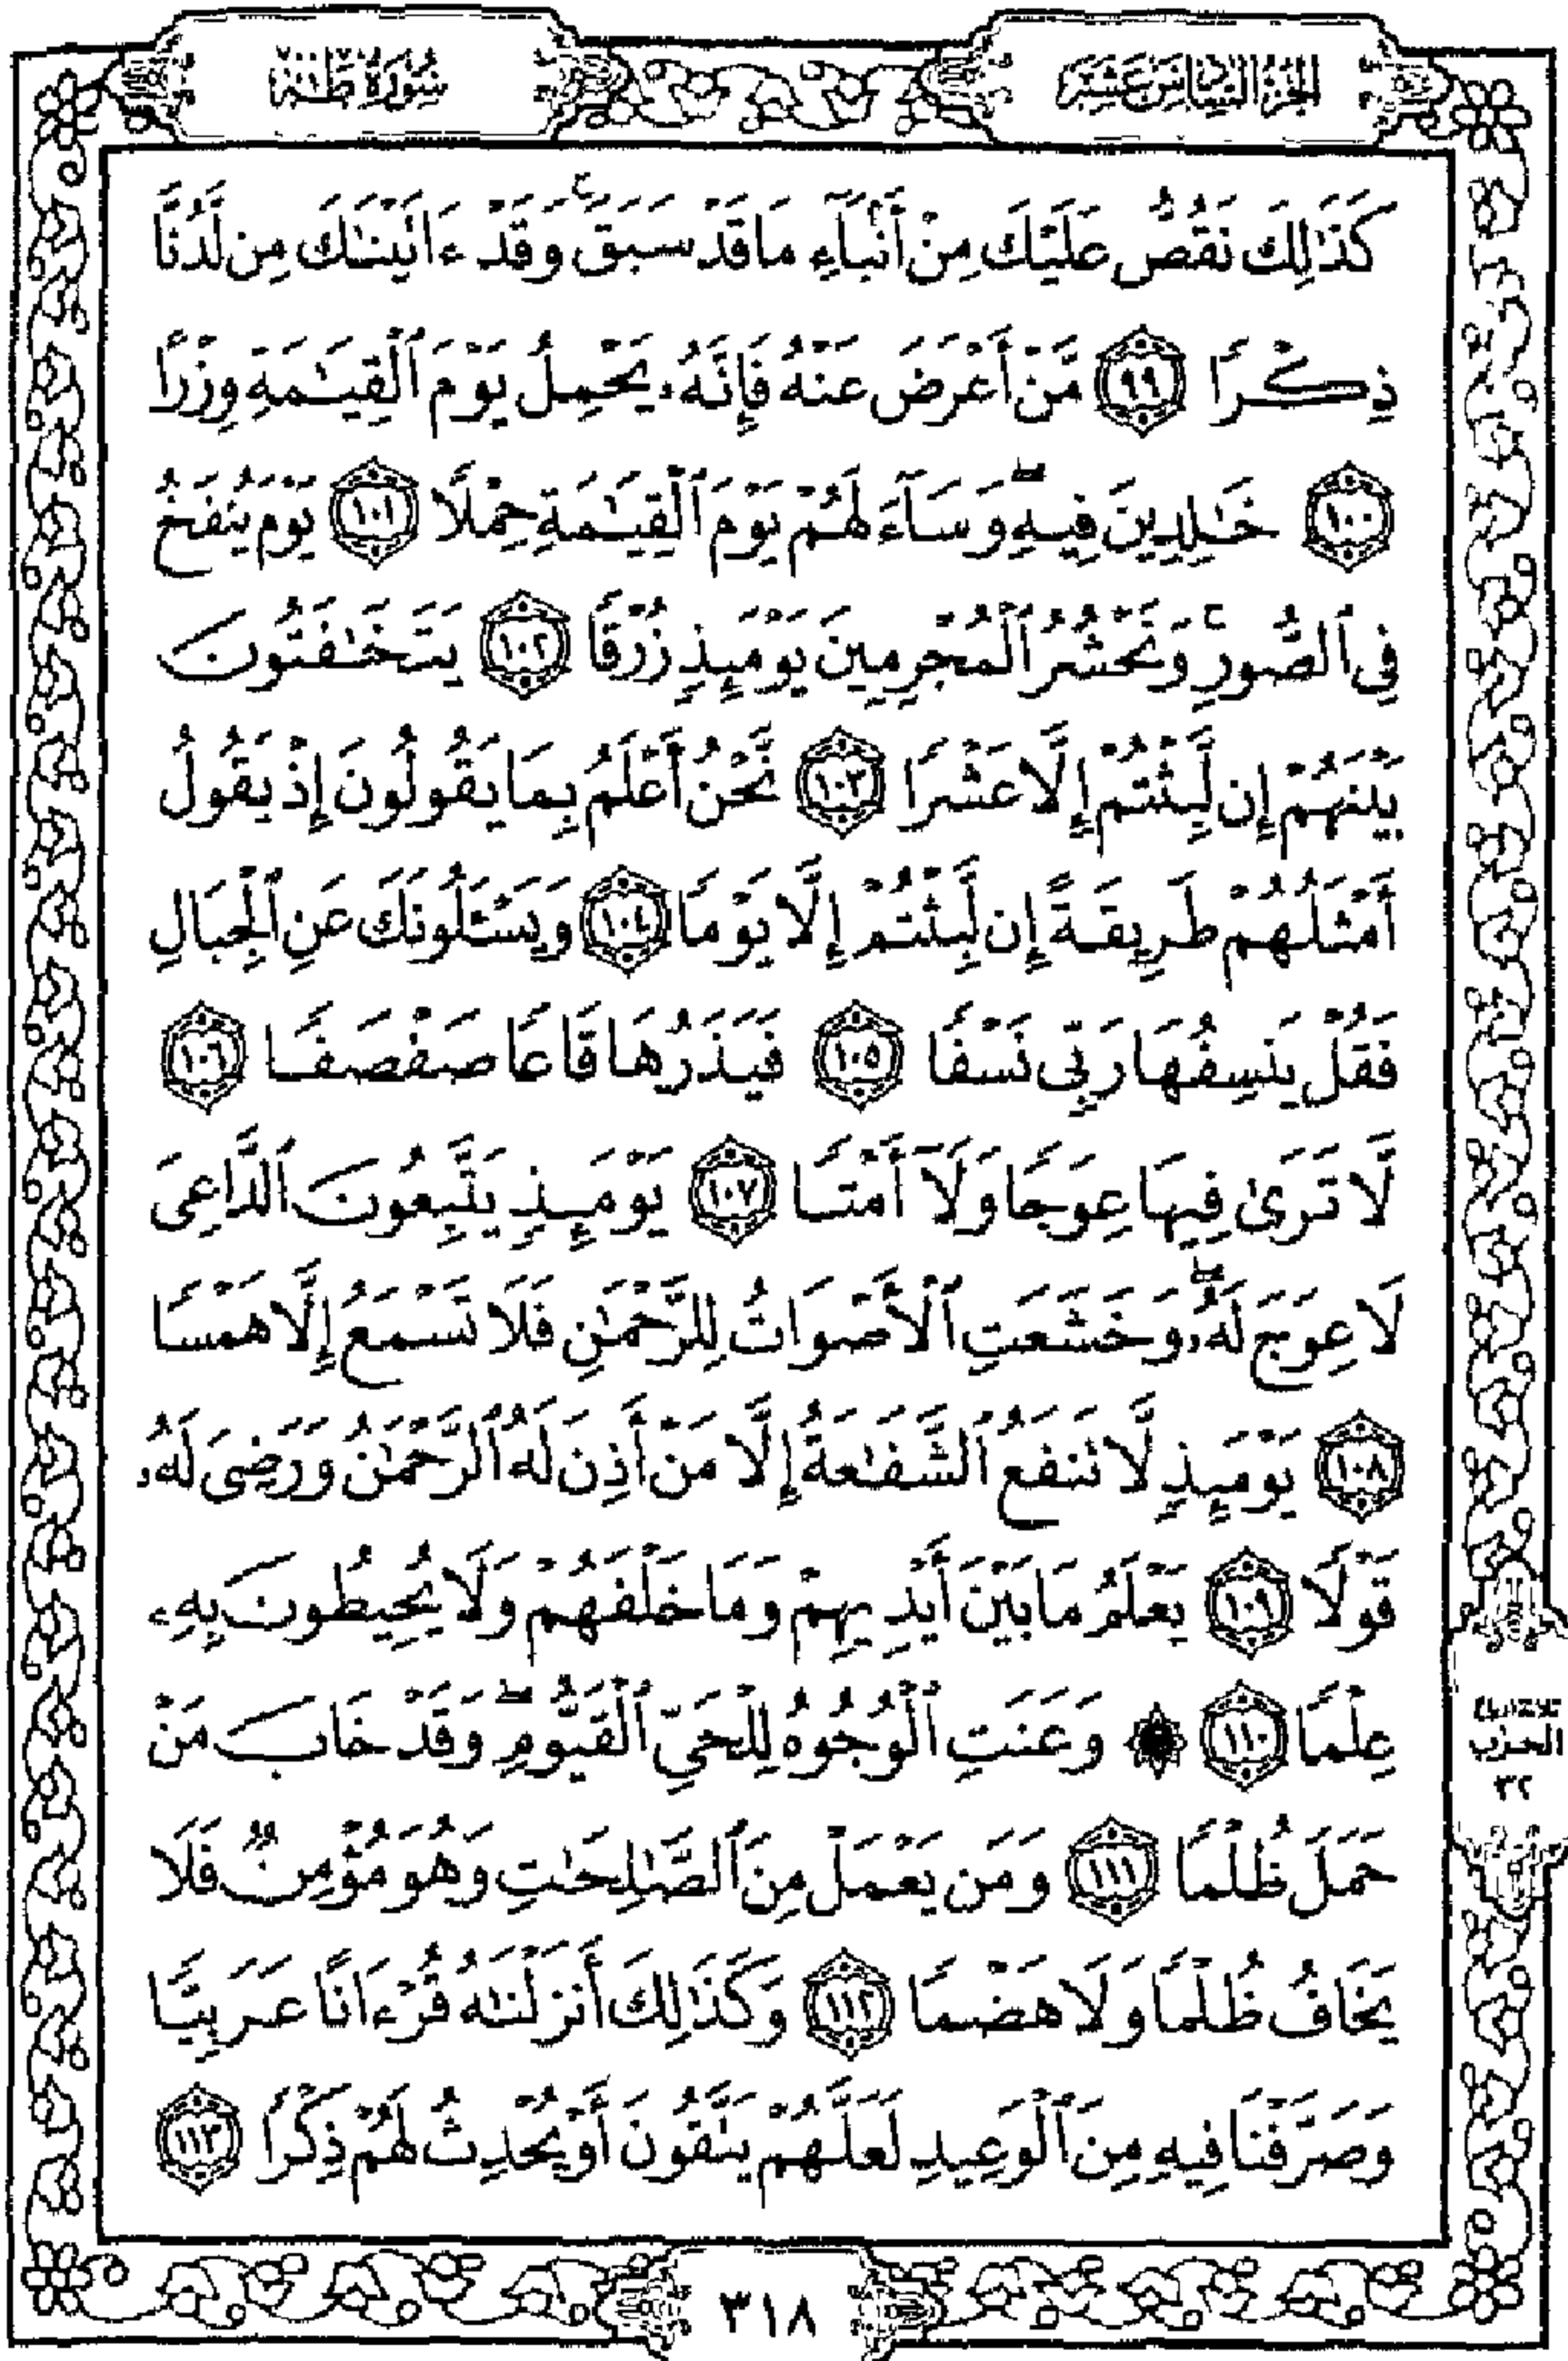 الجزء السادس عشر
سورة طه
كَذَٰلِكَ نَقُصُّ عَلَيْكَ مِنْ أَنۢبَآءِ مَا قَدْ سَبَقَ ۚ وَقَدْ ءَاتَيْنَٰكَ مِن لَّدُنَّا
ذِكْرًا ﴿٩٩﴾ مَّنْ أَعْرَضَ عَنْهُ فَإِنَّهُۥ يَحْمِلُ يَوْمَ ٱلْقِيَٰمَةِ وِزْرًا
﴿١٠٠﴾ خَٰلِدِينَ فِيهِ ۖ وَسَآءَ لَهُمْ يَوْمَ ٱلْقِيَٰمَةِ حِمْلًا ﴿١٠١﴾ يَوْمَ يُنفَخُ
فِى ٱلصُّورِ ۚ وَنَحْشُرُ ٱلْمُجْرِمِينَ يَوْمَئِذٍ زُرْقًا ﴿١٠٢﴾ يَتَخَٰفَتُونَ
بَيْنَهُمْ إِن لَّبِثْتُمْ إِلَّا عَشْرًا ﴿١٠٣﴾ نَّحْنُ أَعْلَمُ بِمَا يَقُولُونَ إِذْ يَقُولُ
أَمْثَلُهُمْ طَرِيقَةً إِن لَّبِثْتُمْ إِلَّا يَوْمًا ﴿١٠٤﴾ وَيَسْـَٔلُونَكَ عَنِ ٱلْجِبَالِ
فَقُلْ يَنسِفُهَا رَبِّى نَسْفًا ﴿١٠٥﴾ فَيَذَرُهَا قَاعًا صَفْصَفًا ﴿١٠٦﴾
لَّا تَرَىٰ فِيهَا عِوَجًا وَلَآ أَمْتًا ﴿١٠٧﴾ يَوْمَئِذٍ يَتَّبِعُونَ ٱلدَّاعِىَ
لَا عِوَجَ لَهُۥ ۖ وَخَشَعَتِ ٱلْأَصْوَاتُ لِلرَّحْمَٰنِ فَلَا تَسْمَعُ إِلَّا هَمْسًا
﴿١٠٨﴾ يَوْمَئِذٍ لَّا تَنفَعُ ٱلشَّفَٰعَةُ إِلَّا مَنْ أَذِنَ لَهُ ٱلرَّحْمَٰنُ وَرَضِىَ لَهُۥ
قَوْلًا ﴿١٠٩﴾ يَعْلَمُ مَا بَيْنَ أَيْدِيهِمْ وَمَا خَلْفَهُمْ وَلَا يُحِيطُونَ بِهِۦ
عِلْمًا ﴿١١٠﴾ ۞ وَعَنَتِ ٱلْوُجُوهُ لِلْحَىِّ ٱلْقَيُّومِ ۖ وَقَدْ خَابَ مَنْ
حَمَلَ ظُلْمًا ﴿١١١﴾ وَمَن يَعْمَلْ مِنَ ٱلصَّٰلِحَٰتِ وَهُوَ مُؤْمِنٌ فَلَا
يَخَافُ ظُلْمًا وَلَا هَضْمًا ﴿١١٢﴾ وَكَذَٰلِكَ أَنزَلْنَٰهُ قُرْءَانًا عَرَبِيًّا
وَصَرَّفْنَا فِيهِ مِنَ ٱلْوَعِيدِ لَعَلَّهُمْ يَتَّقُونَ أَوْ يُحْدِثُ لَهُمْ ذِكْرًا ﴿١١٣﴾
ثلاثة أرباع
الحزب
٣٢
٣١٨